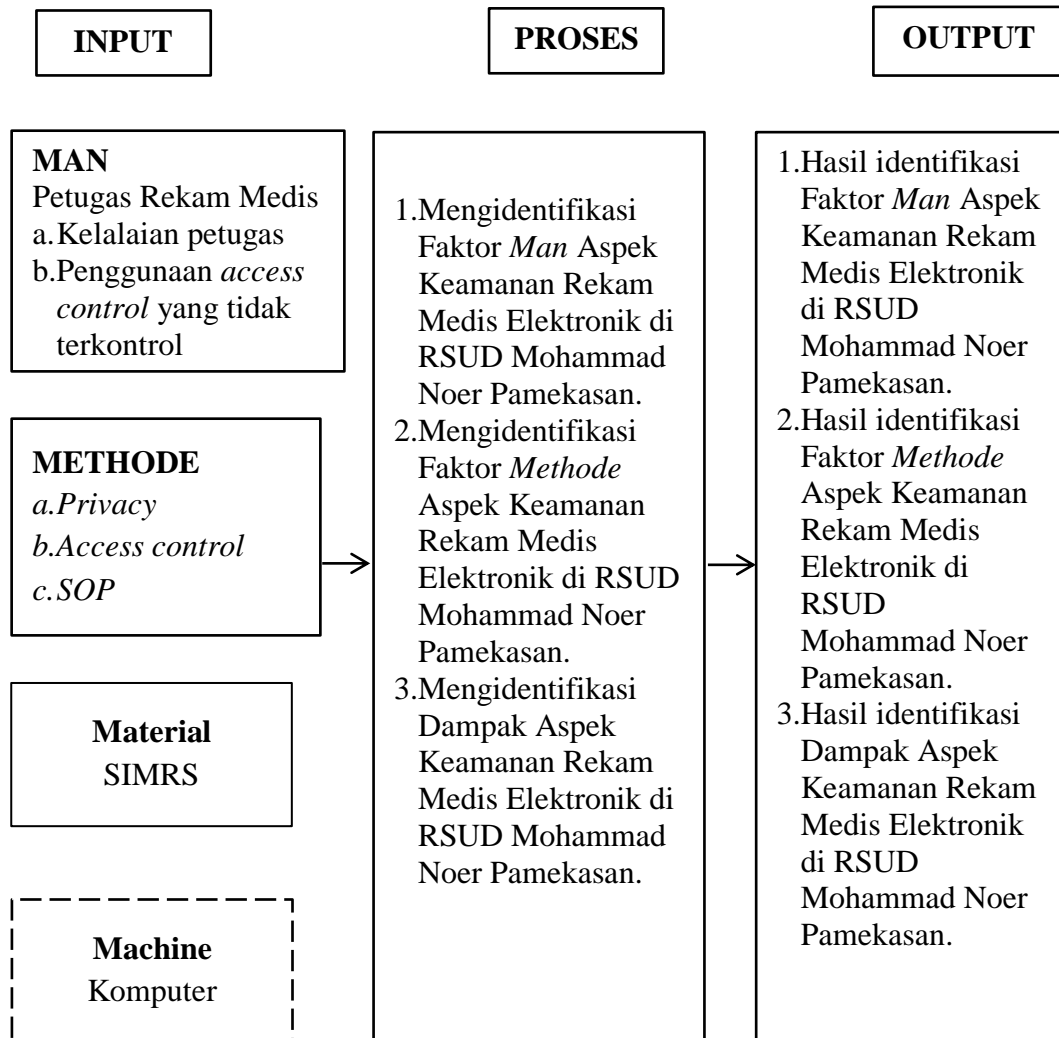 INPUT
PROSES
OUTPUT
MAN
Petugas Rekam Medis
a.Kelalaian petugas
b.Penggunaan access
control yang tidak
terkontrol
METHODE
a.Privacy
b.Access control
c.SOP
Material
SIMRS
Machine
Komputer
1.Mengidentifikasi
Faktor Man Aspek
Keamanan Rekam
Medis Elektronik di
RSUD Mohammad
Noer Pamekasan.
2.Mengidentifikasi
Faktor Methode
Aspek Keamanan
Rekam Medis
Elektronik di RSUD
Mohammad Noer
Pamekasan.
3.Mengidentifikasi
Dampak Aspek
Keamanan Rekam
Medis Elektronik di
RSUD Mohammad
Noer Pamekasan.
1.Hasil identifikasi
Faktor Man Aspek
Keamanan Rekam
Medis Elektronik
di RSUD
Mohammad Noer
Pamekasan.
2.Hasil identifikasi
Faktor Methode
Aspek Keamanan
Rekam Medis
Elektronik di
RSUD
Mohammad Noer
Pamekasan.
3.Hasil identifikasi
Dampak Aspek
Keamanan Rekam
Medis Elektronik
di RSUD
Mohammad Noer
Pamekasan.